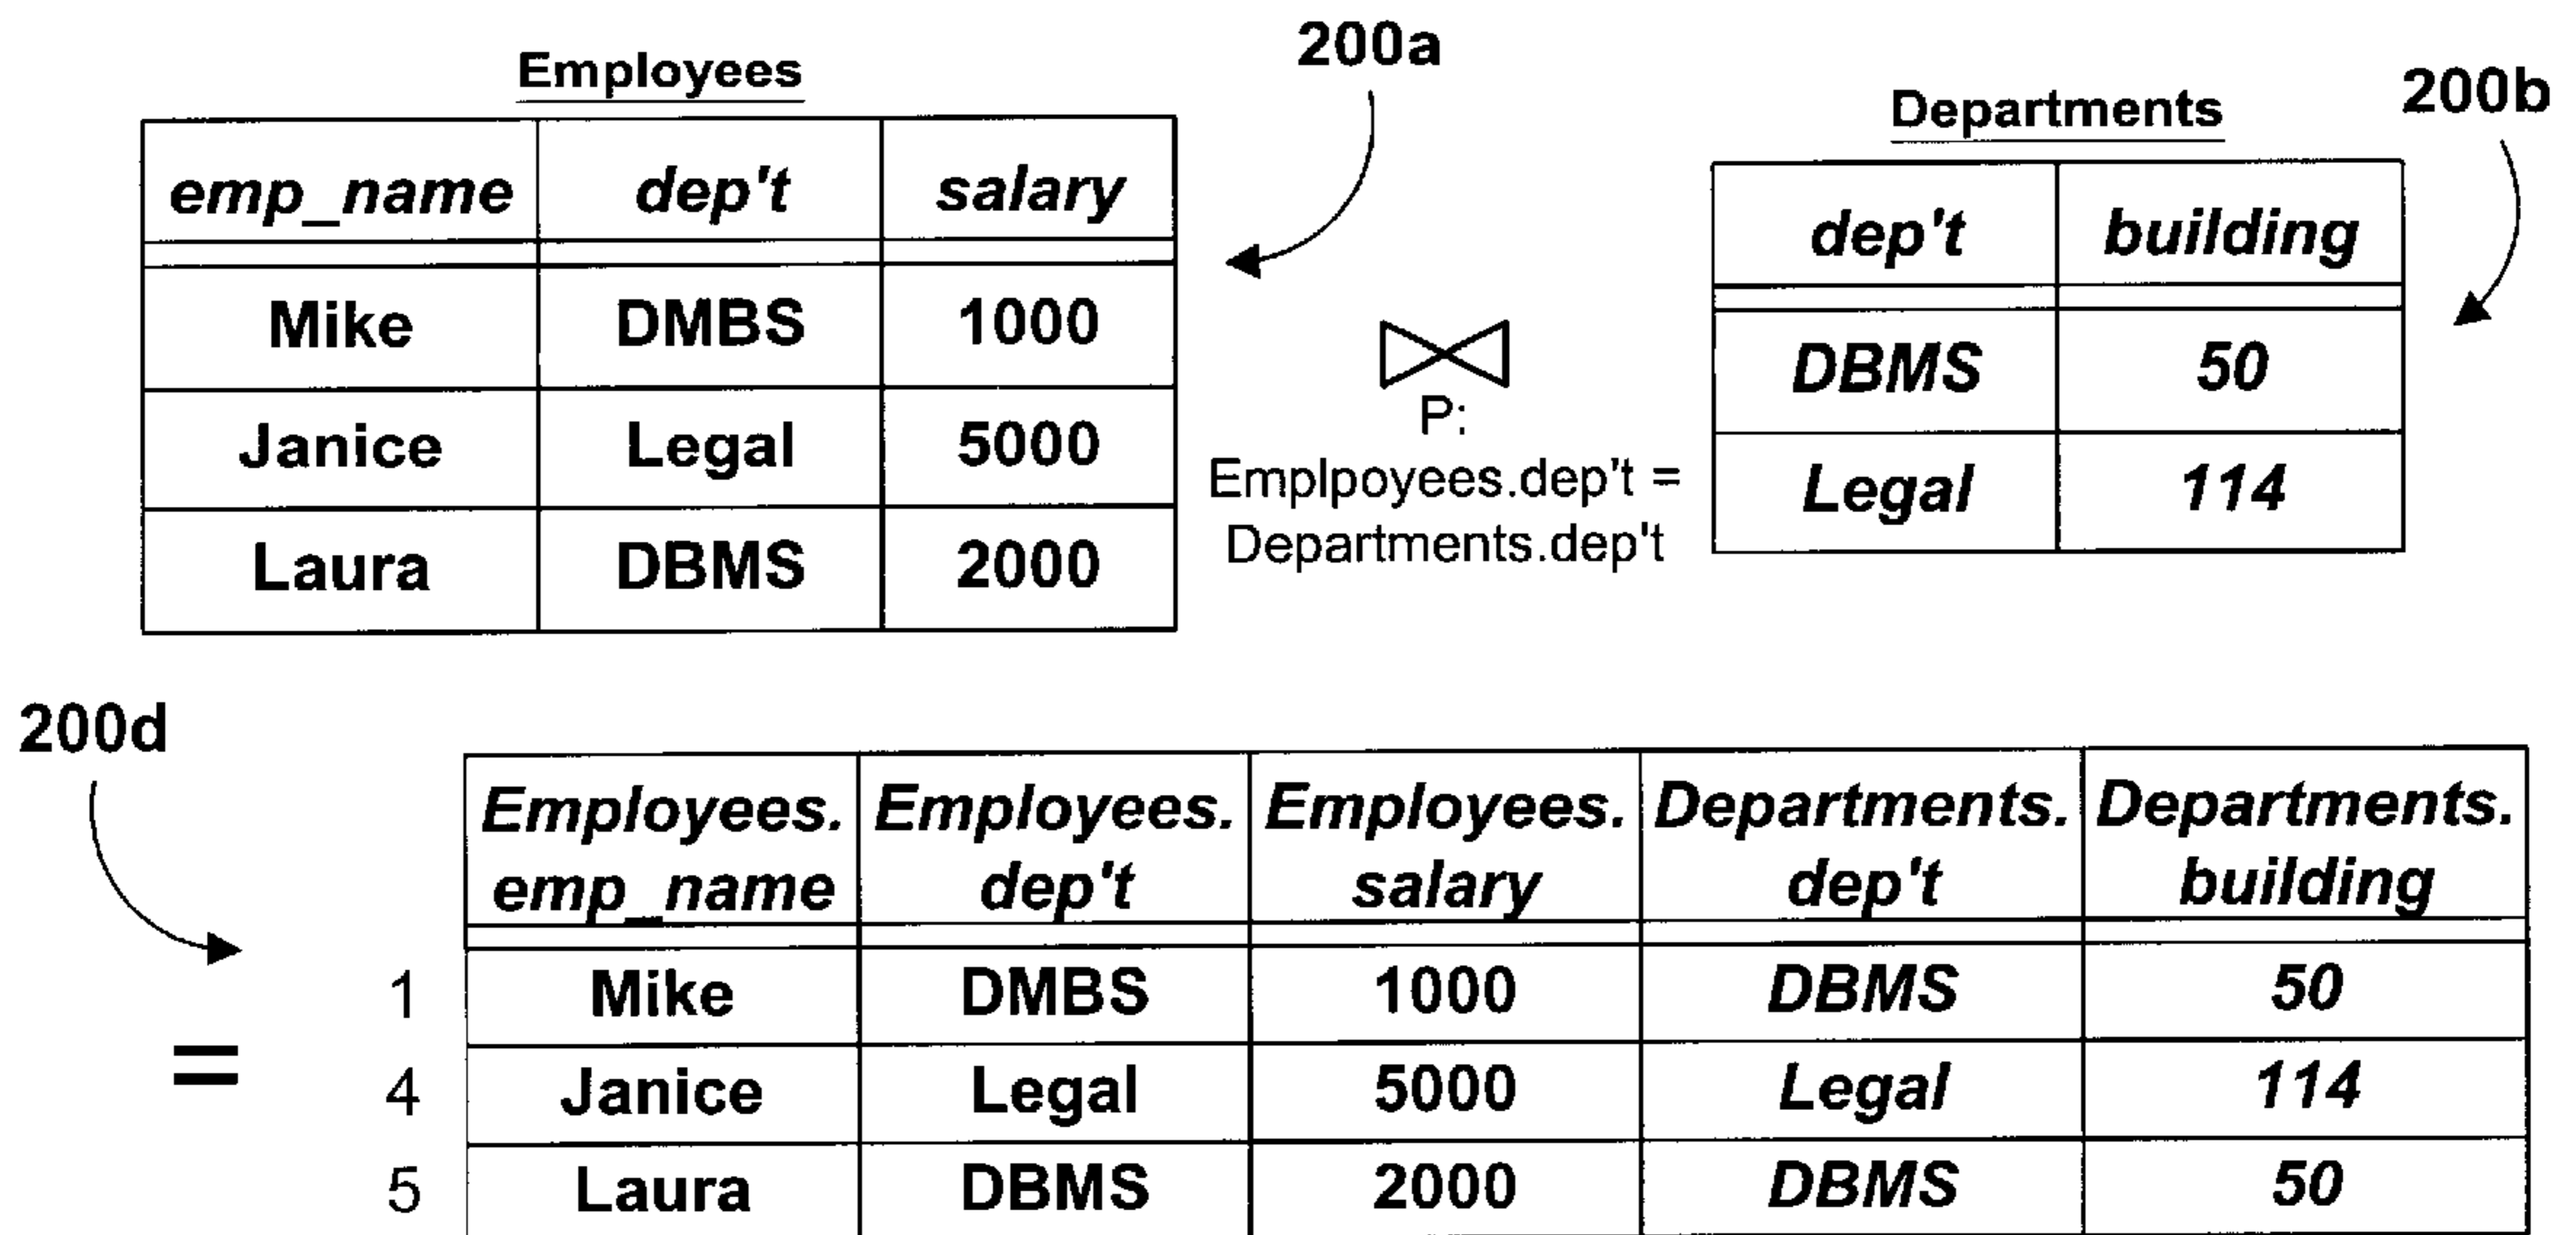 Employees
200a
Departments
200b
emp_name dep't salary
Mike DMBS 1000
Janice Legal 5000
Laura DBMS 2000
P:
Emplpoyees.dep't =
Departments.dep't
dep't building
DBMS 50
Legal 114
200d
=
Employees. Employees. Employees. Departments. Departments.
emp_name dep't salary dep't building
1 Mike DMBS 1000 DBMS 50
4 Janice Legal 5000 Legal 114
5 Laura DBMS 2000 DBMS 50